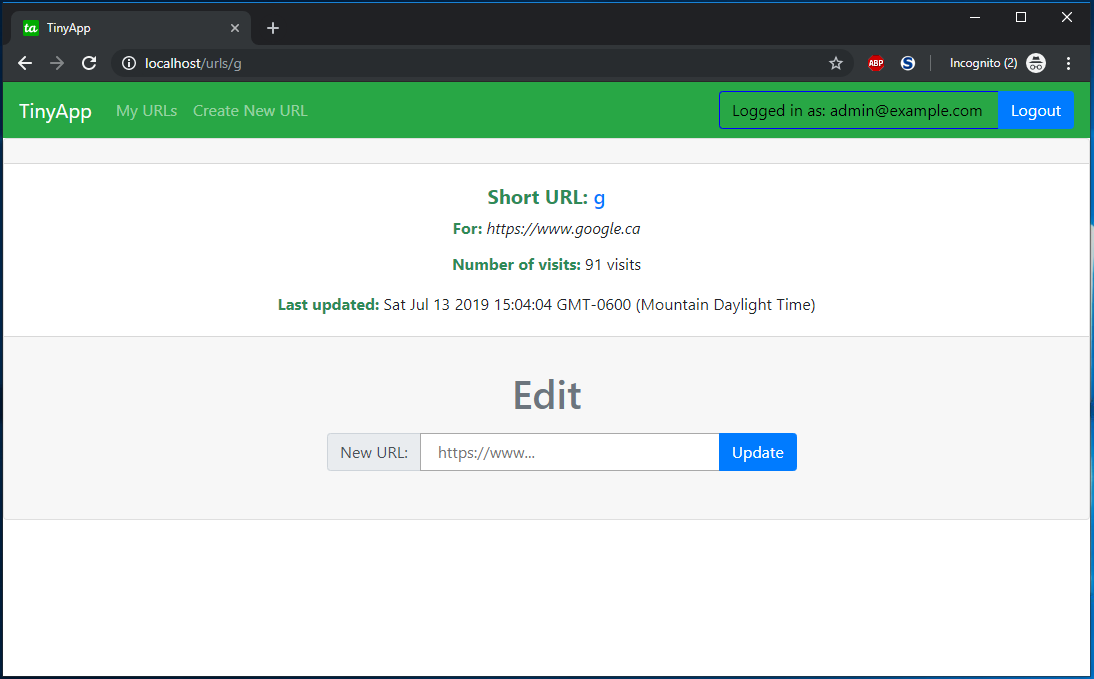 ta TinyApp
localhost/urls/g
ABP S Incognito (2)
TinyApp My URLs Create New URL Logged in as: admin@example.com Logout
Short URL: g
For: https://www.google.ca
Number of visits: 91 visits
Last updated: Sat Jul 13 2019 15:04:04 GMT-0600 (Mountain Daylight Time)
Edit
New URL: https://www... Update